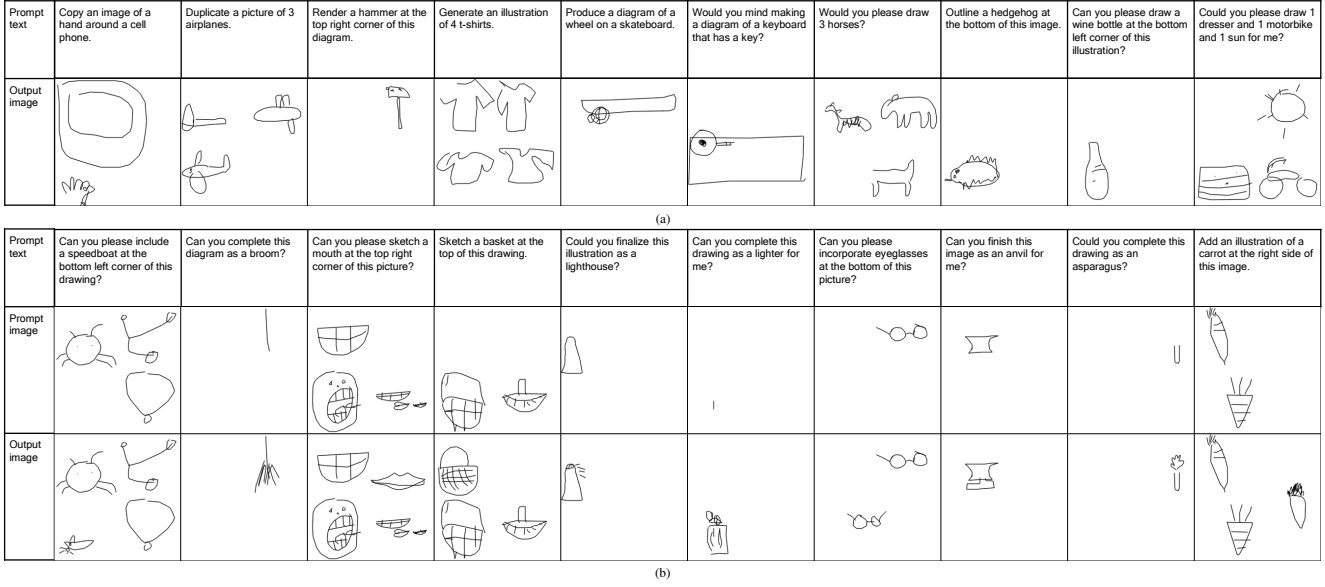 Prompt text
Copy an image of a hand around a cell phone.
Duplicate a picture of 3 airplanes.
Render a hammer at the top right corner of this diagram.
Generate an illustration of 4 t-shirts.
Produce a diagram of a wheel on a skateboard.
Would you mind making a diagram of a keyboard that has a key?
Would you please draw 3 horses?
Outline a hedgehog at the bottom of this image.
Can you please draw a wine bottle at the bottom left corner of this illustration?
Could you please draw 1 dresser and 1 motorbike and 1 sun for me?
Output image
(a)
Prompt text
Can you please include a speedboat at the bottom left corner of this drawing?
Can you complete this diagram as a broom?
Can you please sketch a mouth at the top right corner of this picture?
Sketch a basket at the top of this drawing.
Could you finalize this illustration as a lighthouse?
Can you complete this drawing as a lighter for me?
Can you please incorporate eyeglasses at the bottom of this picture?
Can you finish this image as an anvil for me?
Could you complete this drawing as an asparagus?
Add an illustration of a carrot at the right side of this image.
Prompt image
Output image
(b)